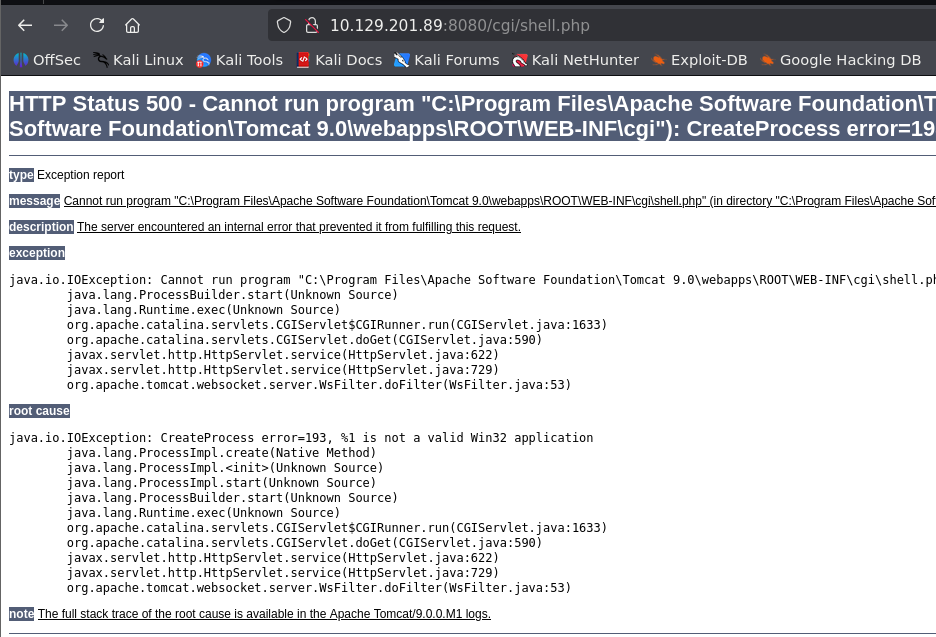 10.129.201.89:8080/cgi/shell.php
OffSec Kali Linux Kali Tools Kali Docs Kali Forums Kali NetHunter Exploit-DB Google Hacking DB
HTTP Status 500 - Cannot run program "C:\Program Files\Apache Software Foundation\T
Software Foundation\Tomcat 9.0\webapps\ROOT\WEB-INF\cgi"): CreateProcess error=19
type Exception report
message Cannot run program "C:\Program Files\Apache Software Foundation\Tomcat 9.0\webapps\ROOT\WEB-INF\cgi\shell.php" (in directory "C:\Program Files\Apache Sof
description The server encountered an internal error that prevented it from fulfilling this request.
exception
java.io.IOException: Cannot run program "C:\Program Files\Apache Software Foundation\Tomcat 9.0\webapps\ROOT\WEB-INF\cgi\shell.ph
java.lang.ProcessBuilder.start(Unknown Source)
java.lang.Runtime.exec(Unknown Source)
org.apache.catalina.servlets.CGIServlet$CGIRunner.run(CGIServlet.java:1633)
org.apache.catalina.servlets.CGIServlet.doGet(CGIServlet.java:590)
javax.servlet.http.HttpServlet.service(HttpServlet.java:622)
javax.servlet.http.HttpServlet.service(HttpServlet.java:729)
org.apache.tomcat.websocket.server.WsFilter.doFilter(WsFilter.java:53)
root cause
java.io.IOException: CreateProcess error=193, %1 is not a valid Win32 application
java.lang.ProcessImpl.create(Native Method)
java.lang.ProcessImpl.<init>(Unknown Source)
java.lang.ProcessImpl.start(Unknown Source)
java.lang.ProcessBuilder.start(Unknown Source)
java.lang.Runtime.exec(Unknown Source)
org.apache.catalina.servlets.CGIServlet$CGIRunner.run(CGIServlet.java:1633)
org.apache.catalina.servlets.CGIServlet.doGet(CGIServlet.java:590)
javax.servlet.http.HttpServlet.service(HttpServlet.java:622)
javax.servlet.http.HttpServlet.service(HttpServlet.java:729)
org.apache.tomcat.websocket.server.WsFilter.doFilter(WsFilter.java:53)
note The full stack trace of the root cause is available in the Apache Tomcat/9.0.0.M1 logs.